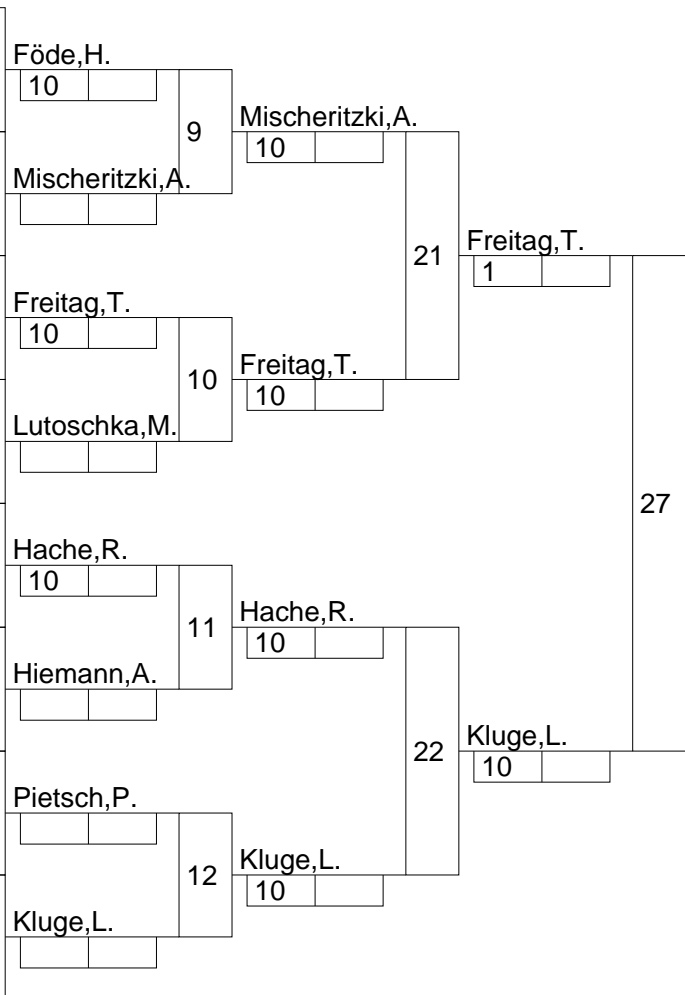 Föde,H.
10
9
Mischeritzki,A.
10
Mischeritzki,A.
21
Freitag,T.
1
Freitag,T.
10
10
Freitag,T.
10
Lutoschka,M.
27
Hache,R.
10
11
Hache,R.
10
Hiemann,A.
22
Kluge,L.
10
Pietsch,P.
12
Kluge,L.
10
Kluge,L.